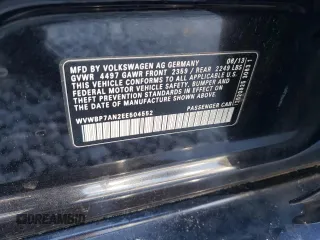 MFD BY VOLKSWAGEN AG GERMANY 06/13
GVWR 4497 GAWR FRONT 2359 / REAR 2249 LBS
THIS VEHICLE CONFORMS TO ALL APPLICABLE U.S.
FEDERAL MOTOR VEHICLE SAFETY, BUMPER, AND
THEFT PREVENTION STANDARDS IN EFFECT ON THE
DATE OF MANUFACTURE SHOWN ABOVE
WVWBP7AN2EE504552 PASSENGER CAR
DREAMBID